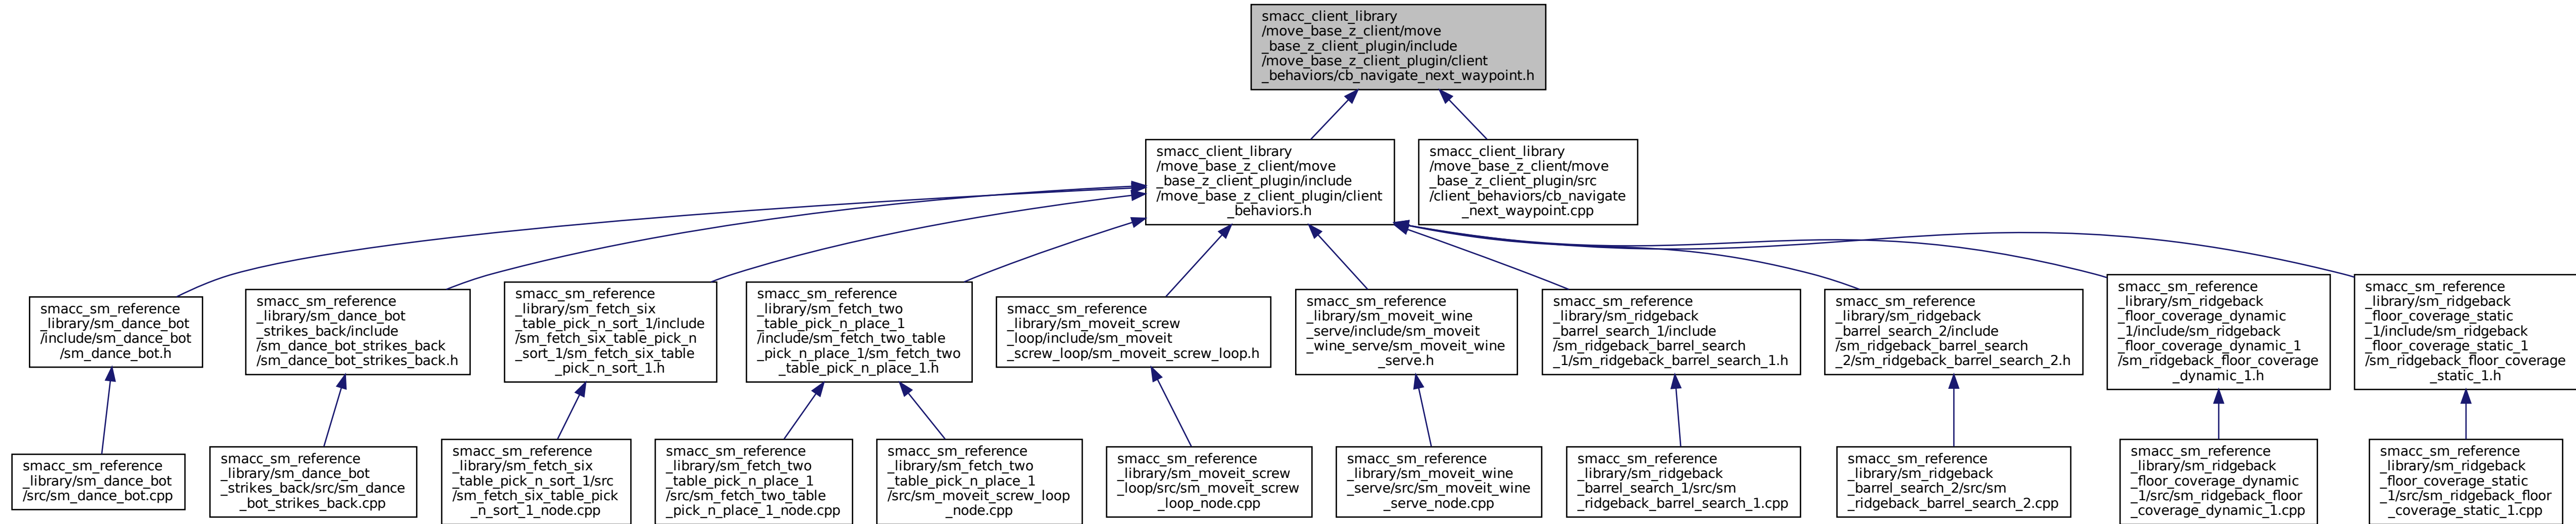 smacc_client_library
/move_base_z_client/move
_base_z_client_plugin/include
/move_base_z_client_plugin/client
_behaviors/cb_navigate_next_waypoint.h
smacc_client_library
/move_base_z_client/move
_base_z_client_plugin/include
/move_base_z_client_plugin/client
_behaviors.h
smacc_client_library
/move_base_z_client/move
_base_z_client_plugin/src
/client_behaviors/cb_navigate
_next_waypoint.cpp
smacc_sm_reference
_library/sm_dance_bot
/include/sm_dance_bot
/sm_dance_bot.h
smacc_sm_reference
_library/sm_dance_bot
_strikes_back/include
/sm_dance_bot_strikes_back
/sm_dance_bot_strikes_back.h
smacc_sm_reference
_library/sm_fetch_six
_table_pick_n_sort_1/include
/sm_fetch_six_table_pick_n
_sort_1/sm_fetch_six_table
_pick_n_sort_1.h
smacc_sm_reference
_library/sm_fetch_two
_table_pick_n_place_1
/include/sm_fetch_two_table
_pick_n_place_1/sm_fetch_two
_table_pick_n_place_1.h
smacc_sm_reference
_library/sm_moveit_screw
_loop/include/sm_moveit
_screw_loop/sm_moveit_screw_loop.h
smacc_sm_reference
_library/sm_moveit_wine
_serve/include/sm_moveit
_wine_serve/sm_moveit_wine
_serve.h
smacc_sm_reference
_library/sm_ridgeback
_barrel_search_1/include
/sm_ridgeback_barrel_search
_1/sm_ridgeback_barrel_search_1.h
smacc_sm_reference
_library/sm_ridgeback
_barrel_search_2/include
/sm_ridgeback_barrel_search
_2/sm_ridgeback_barrel_search_2.h
smacc_sm_reference
_library/sm_ridgeback
_floor_coverage_dynamic
_1/include/sm_ridgeback
_floor_coverage_dynamic_1
/sm_ridgeback_floor_coverage
_dynamic_1.h
smacc_sm_reference
_library/sm_ridgeback
_floor_coverage_static
_1/include/sm_ridgeback
_floor_coverage_static_1
/sm_ridgeback_floor_coverage
_static_1.h
smacc_sm_reference
_library/sm_dance_bot
/src/sm_dance_bot.cpp
smacc_sm_reference
_library/sm_dance_bot
_strikes_back/src/sm_dance
_bot_strikes_back.cpp
smacc_sm_reference
_library/sm_fetch_six
_table_pick_n_sort_1/src
/sm_fetch_six_table_pick
_n_sort_1_node.cpp
smacc_sm_reference
_library/sm_fetch_two
_table_pick_n_place_1
/src/sm_fetch_two_table
_pick_n_place_1_node.cpp
smacc_sm_reference
_library/sm_fetch_two
_table_pick_n_place_1
/src/sm_moveit_screw_loop
_node.cpp
smacc_sm_reference
_library/sm_moveit_screw
_loop/src/sm_moveit_screw
_loop_node.cpp
smacc_sm_reference
_library/sm_moveit_wine
_serve/src/sm_moveit_wine
_serve_node.cpp
smacc_sm_reference
_library/sm_ridgeback
_barrel_search_1/src/sm
_ridgeback_barrel_search_1.cpp
smacc_sm_reference
_library/sm_ridgeback
_barrel_search_2/src/sm
_ridgeback_barrel_search_2.cpp
smacc_sm_reference
_library/sm_ridgeback
_floor_coverage_dynamic
_1/src/sm_ridgeback_floor
_coverage_dynamic_1.cpp
smacc_sm_reference
_library/sm_ridgeback
_floor_coverage_static
_1/src/sm_ridgeback_floor
_coverage_static_1.cpp